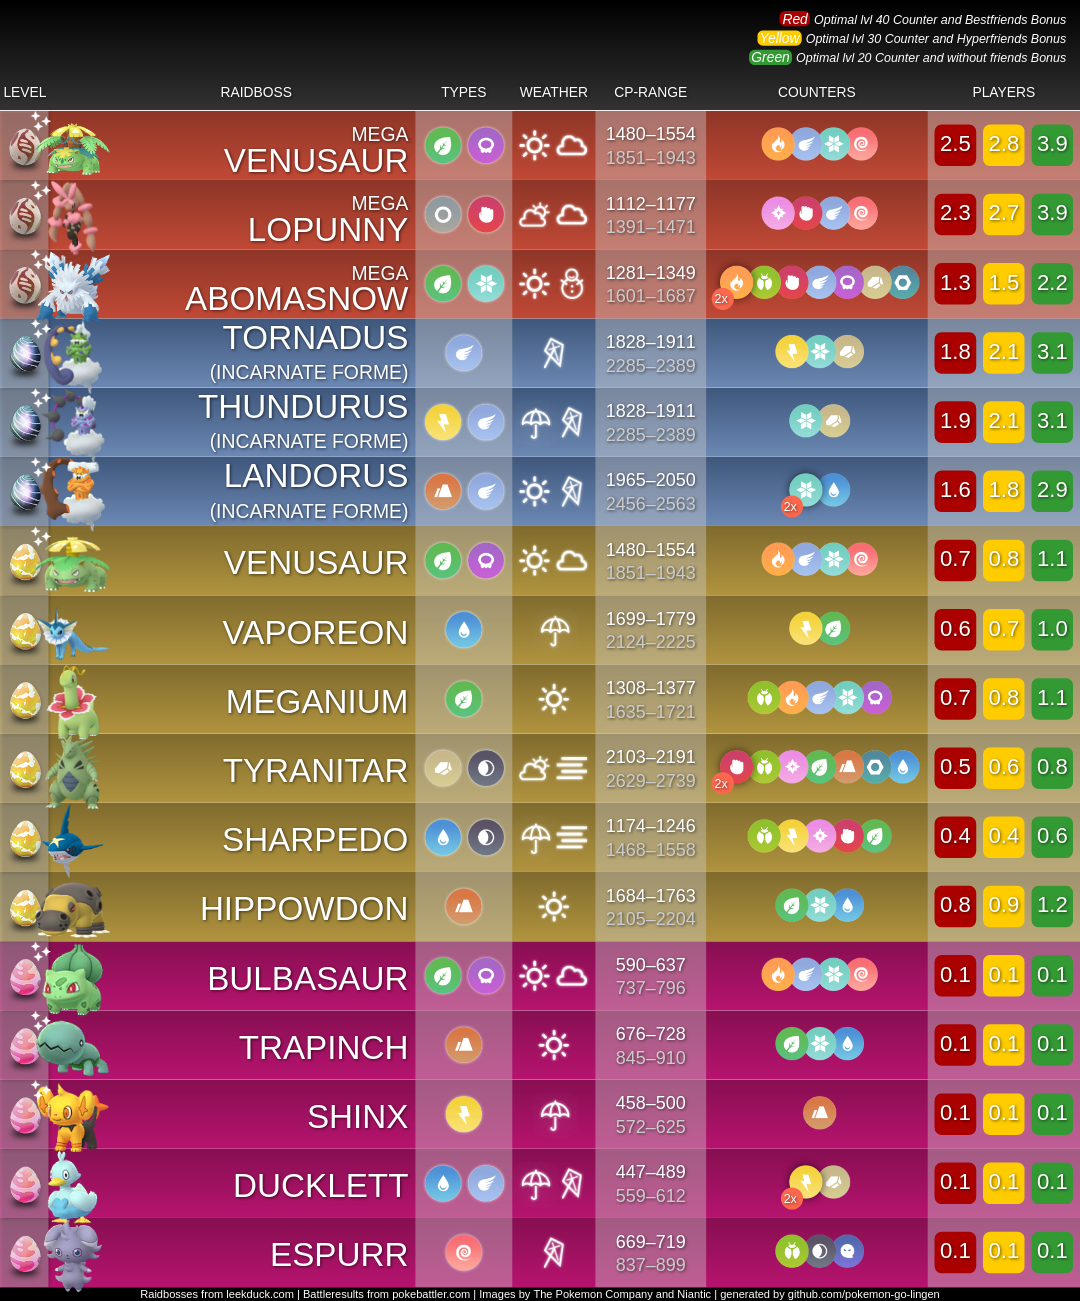 Red Optimal lvl 40 Counter and Bestfriends Bonus
Yellow Optimal lvl 30 Counter and Hyperfriends Bonus
Green Optimal lvl 20 Counter and without friends Bonus
LEVEL RAIDBOSS TYPES WEATHER CP-RANGE COUNTERS PLAYERS
MEGA
VENUSAUR
1480–1554
1851–1943
2.5 2.8 3.9
MEGA
LOPUNNY
1112–1177
1391–1471
2.3 2.7 3.9
MEGA
ABOMASNOW
1281–1349
1601–1687
2x
1.3 1.5 2.2
TORNADUS
(INCARNATE FORME)
1828–1911
2285–2389
1.8 2.1 3.1
THUNDURUS
(INCARNATE FORME)
1828–1911
2285–2389
1.9 2.1 3.1
LANDORUS
(INCARNATE FORME)
1965–2050
2456–2563
2x
1.6 1.8 2.9
VENUSAUR
1480–1554
1851–1943
0.7 0.8 1.1
VAPOREON
1699–1779
2124–2225
0.6 0.7 1.0
MEGANIUM
1308–1377
1635–1721
0.7 0.8 1.1
TYRANITAR
2103–2191
2629–2739
2x
0.5 0.6 0.8
SHARPEDO
1174–1246
1468–1558
0.4 0.4 0.6
HIPPOWDON
1684–1763
2105–2204
0.8 0.9 1.2
BULBASAUR
590–637
737–796
0.1 0.1 0.1
TRAPINCH
676–728
845–910
0.1 0.1 0.1
SHINX
458–500
572–625
0.1 0.1 0.1
DUCKLETT
447–489
559–612
2x
0.1 0.1 0.1
ESPURR
669–719
837–899
0.1 0.1 0.1
Raidbosses from leekduck.com | Battleresults from pokebattler.com | Images by The Pokemon Company and Niantic | generated by github.com/pokemon-go-lingen